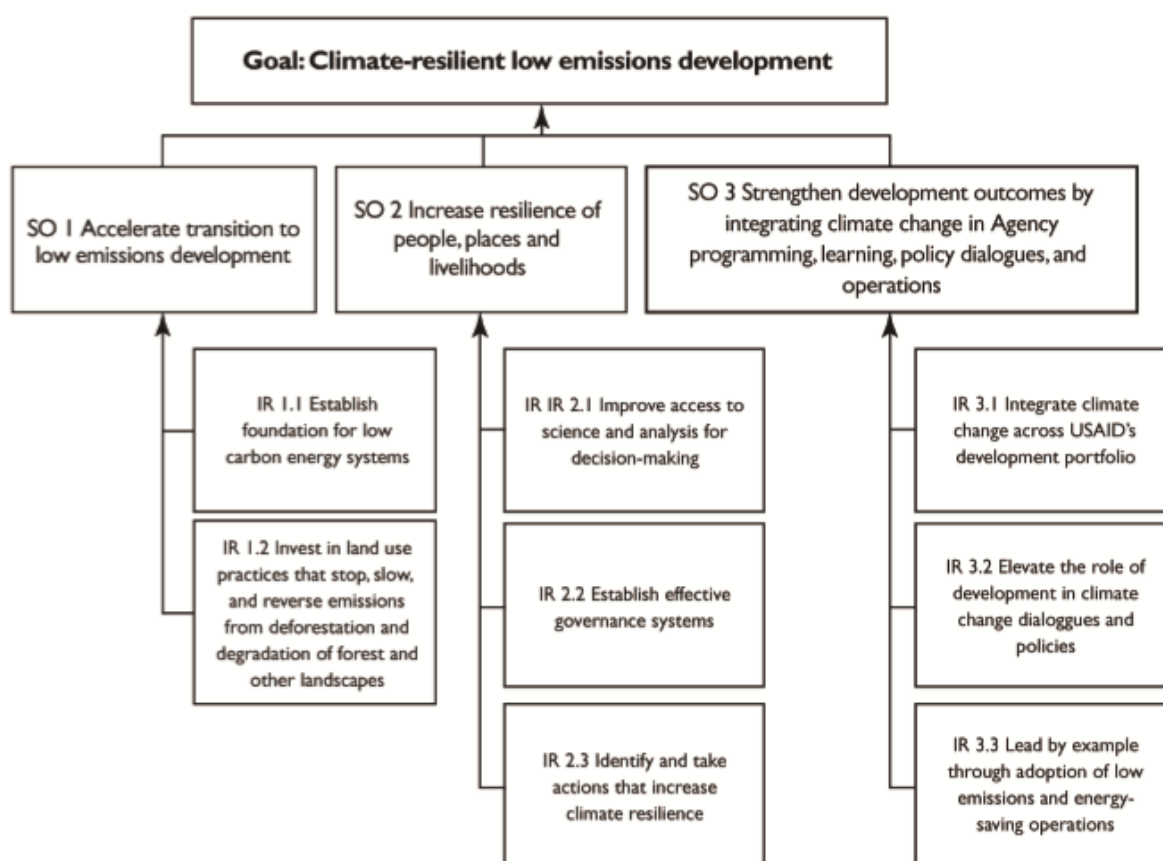 Goal: Climate-resilient low emissions development
SO 1 Accelerate transition to
low emissions development
SO 2 Increase resilience of
people, places and
livelihoods
SO 3 Strengthen development outcomes by
integrating climate change in Agency
programming, learning, policy dialogues, and
operations
IR 1.1 Establish
foundation for low
carbon energy systems
IR 1.2 Invest in land use
practices that stop, slow,
and reverse emissions
from deforestation and
degradation of forest and
other landscapes
IR IR 2.1 Improve access to
science and analysis for
decision-making
IR 2.2 Establish effective
governance systems
IR 2.3 Identify and take
actions that increase
climate resilience
IR 3.1 Integrate climate
change across USAID's
development portfolio
IR 3.2 Elevate the role of
development in climate
change dialoggues and
policies
IR 3.3 Lead by example
through adoption of low
emissions and energy-
saving operations